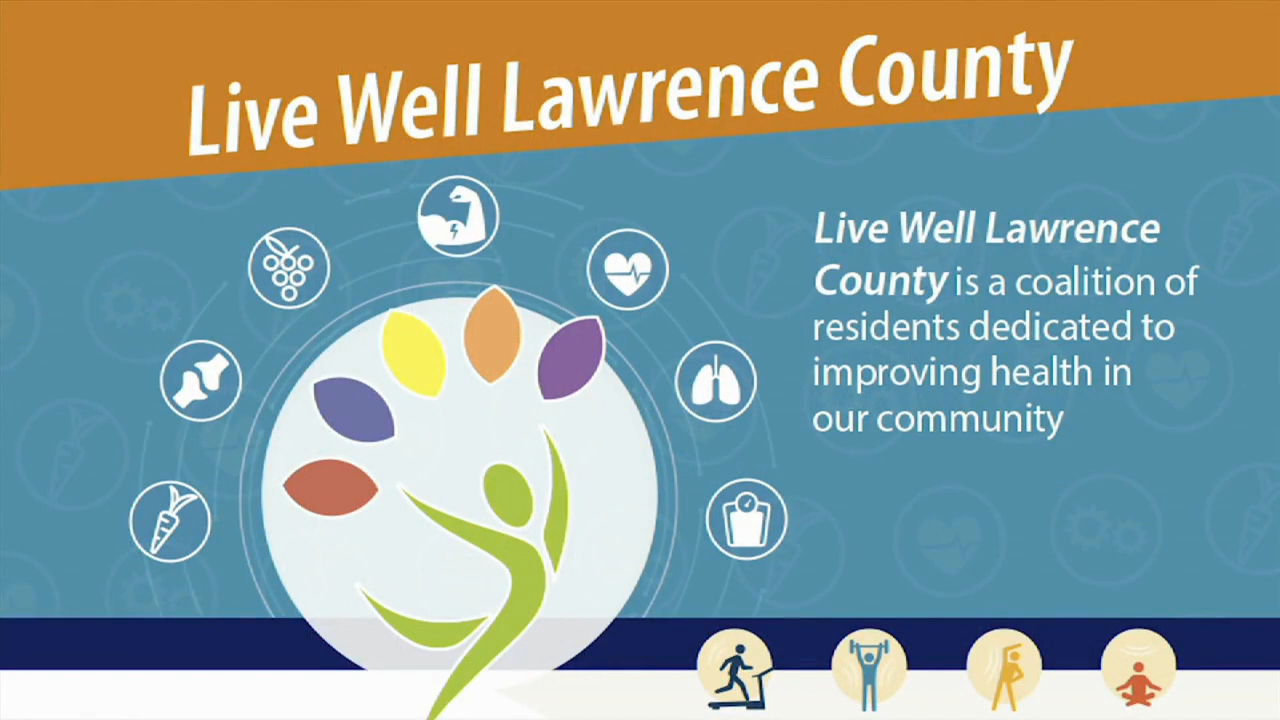 Live Well Lawrence County
Live Well Lawrence
County is a coalition of
residents dedicated to
improving health in
our community